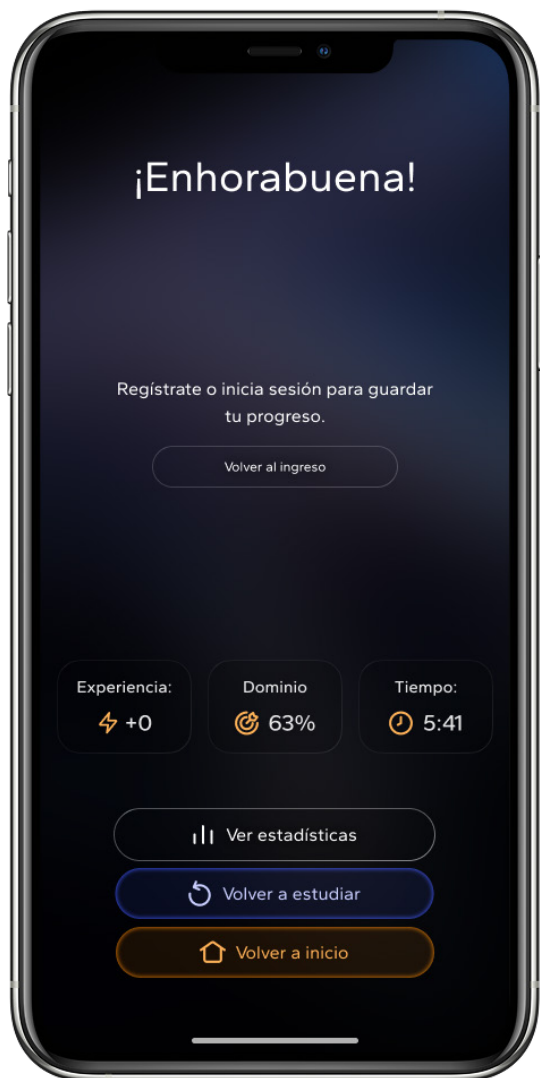 ¡Enhorabuena!
Regístrate o inicia sesión para guardar
tu progreso.
Volver al ingreso
Experiencia:
+0
Dominio
63%
Tiempo:
5:41
Ver estadísticas
Volver a estudiar
Volver a inicio